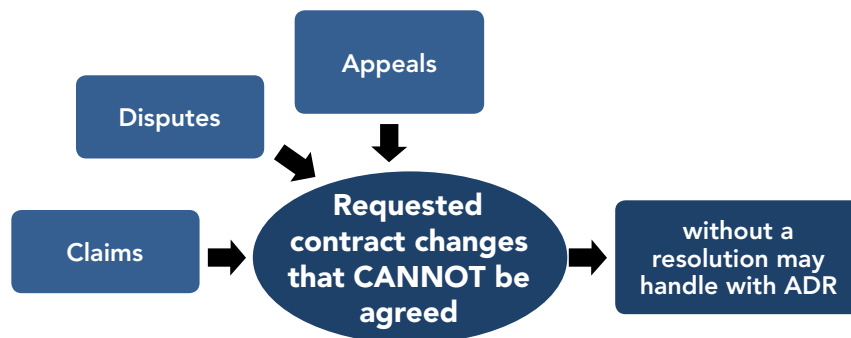 Appeals
Disputes
Claims
Requested
contract changes
that CANNOT be
agreed
without a
resolution may
handle with ADR